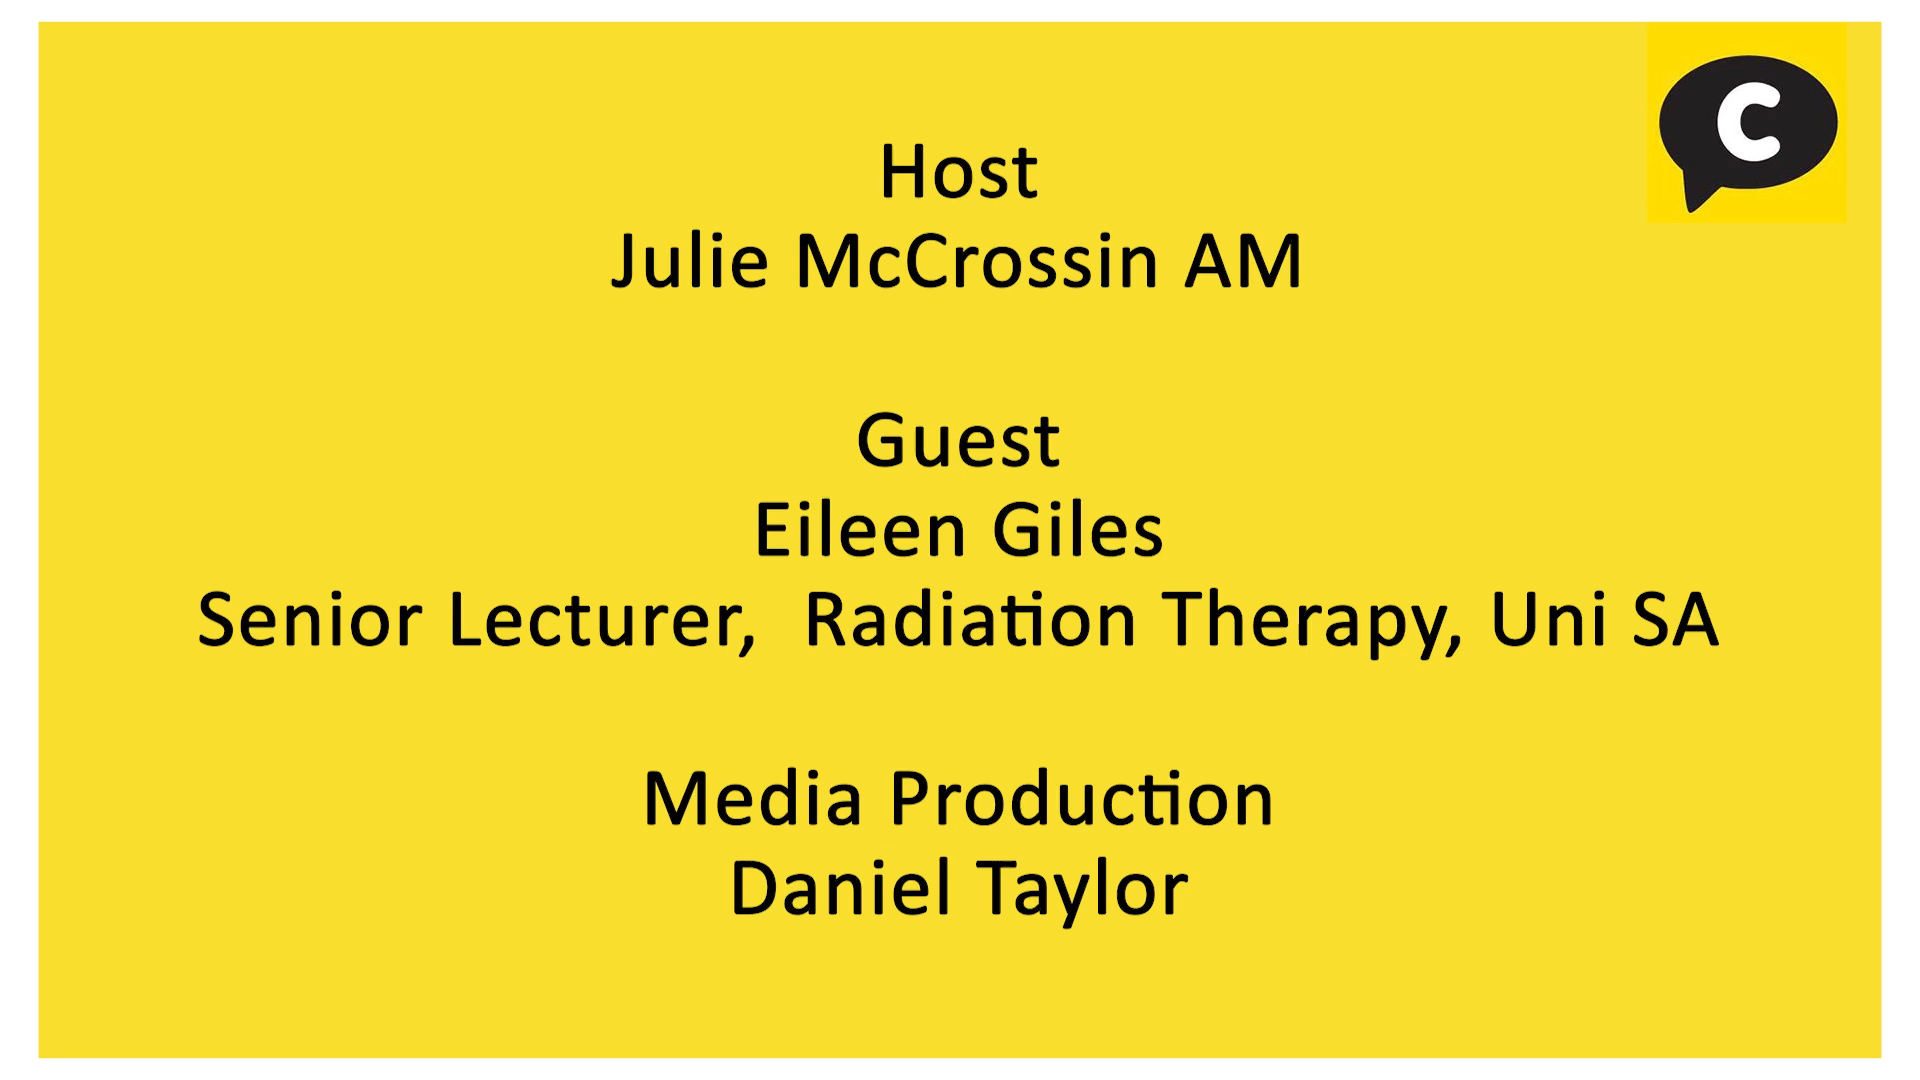 C
Host
Julie McCrossin AM
Guest
Eileen Giles
Senior Lecturer,  Radiation Therapy, Uni SA
Media Production
Daniel Taylor